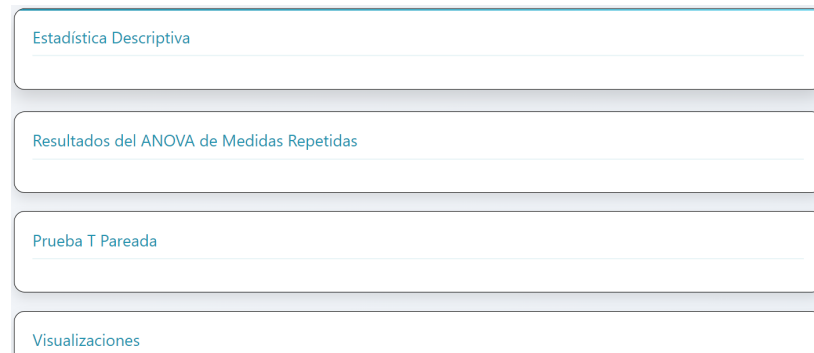 Estadística Descriptiva
Resultados del ANOVA de Medidas Repetidas
Prueba T Pareada
Visualizaciones